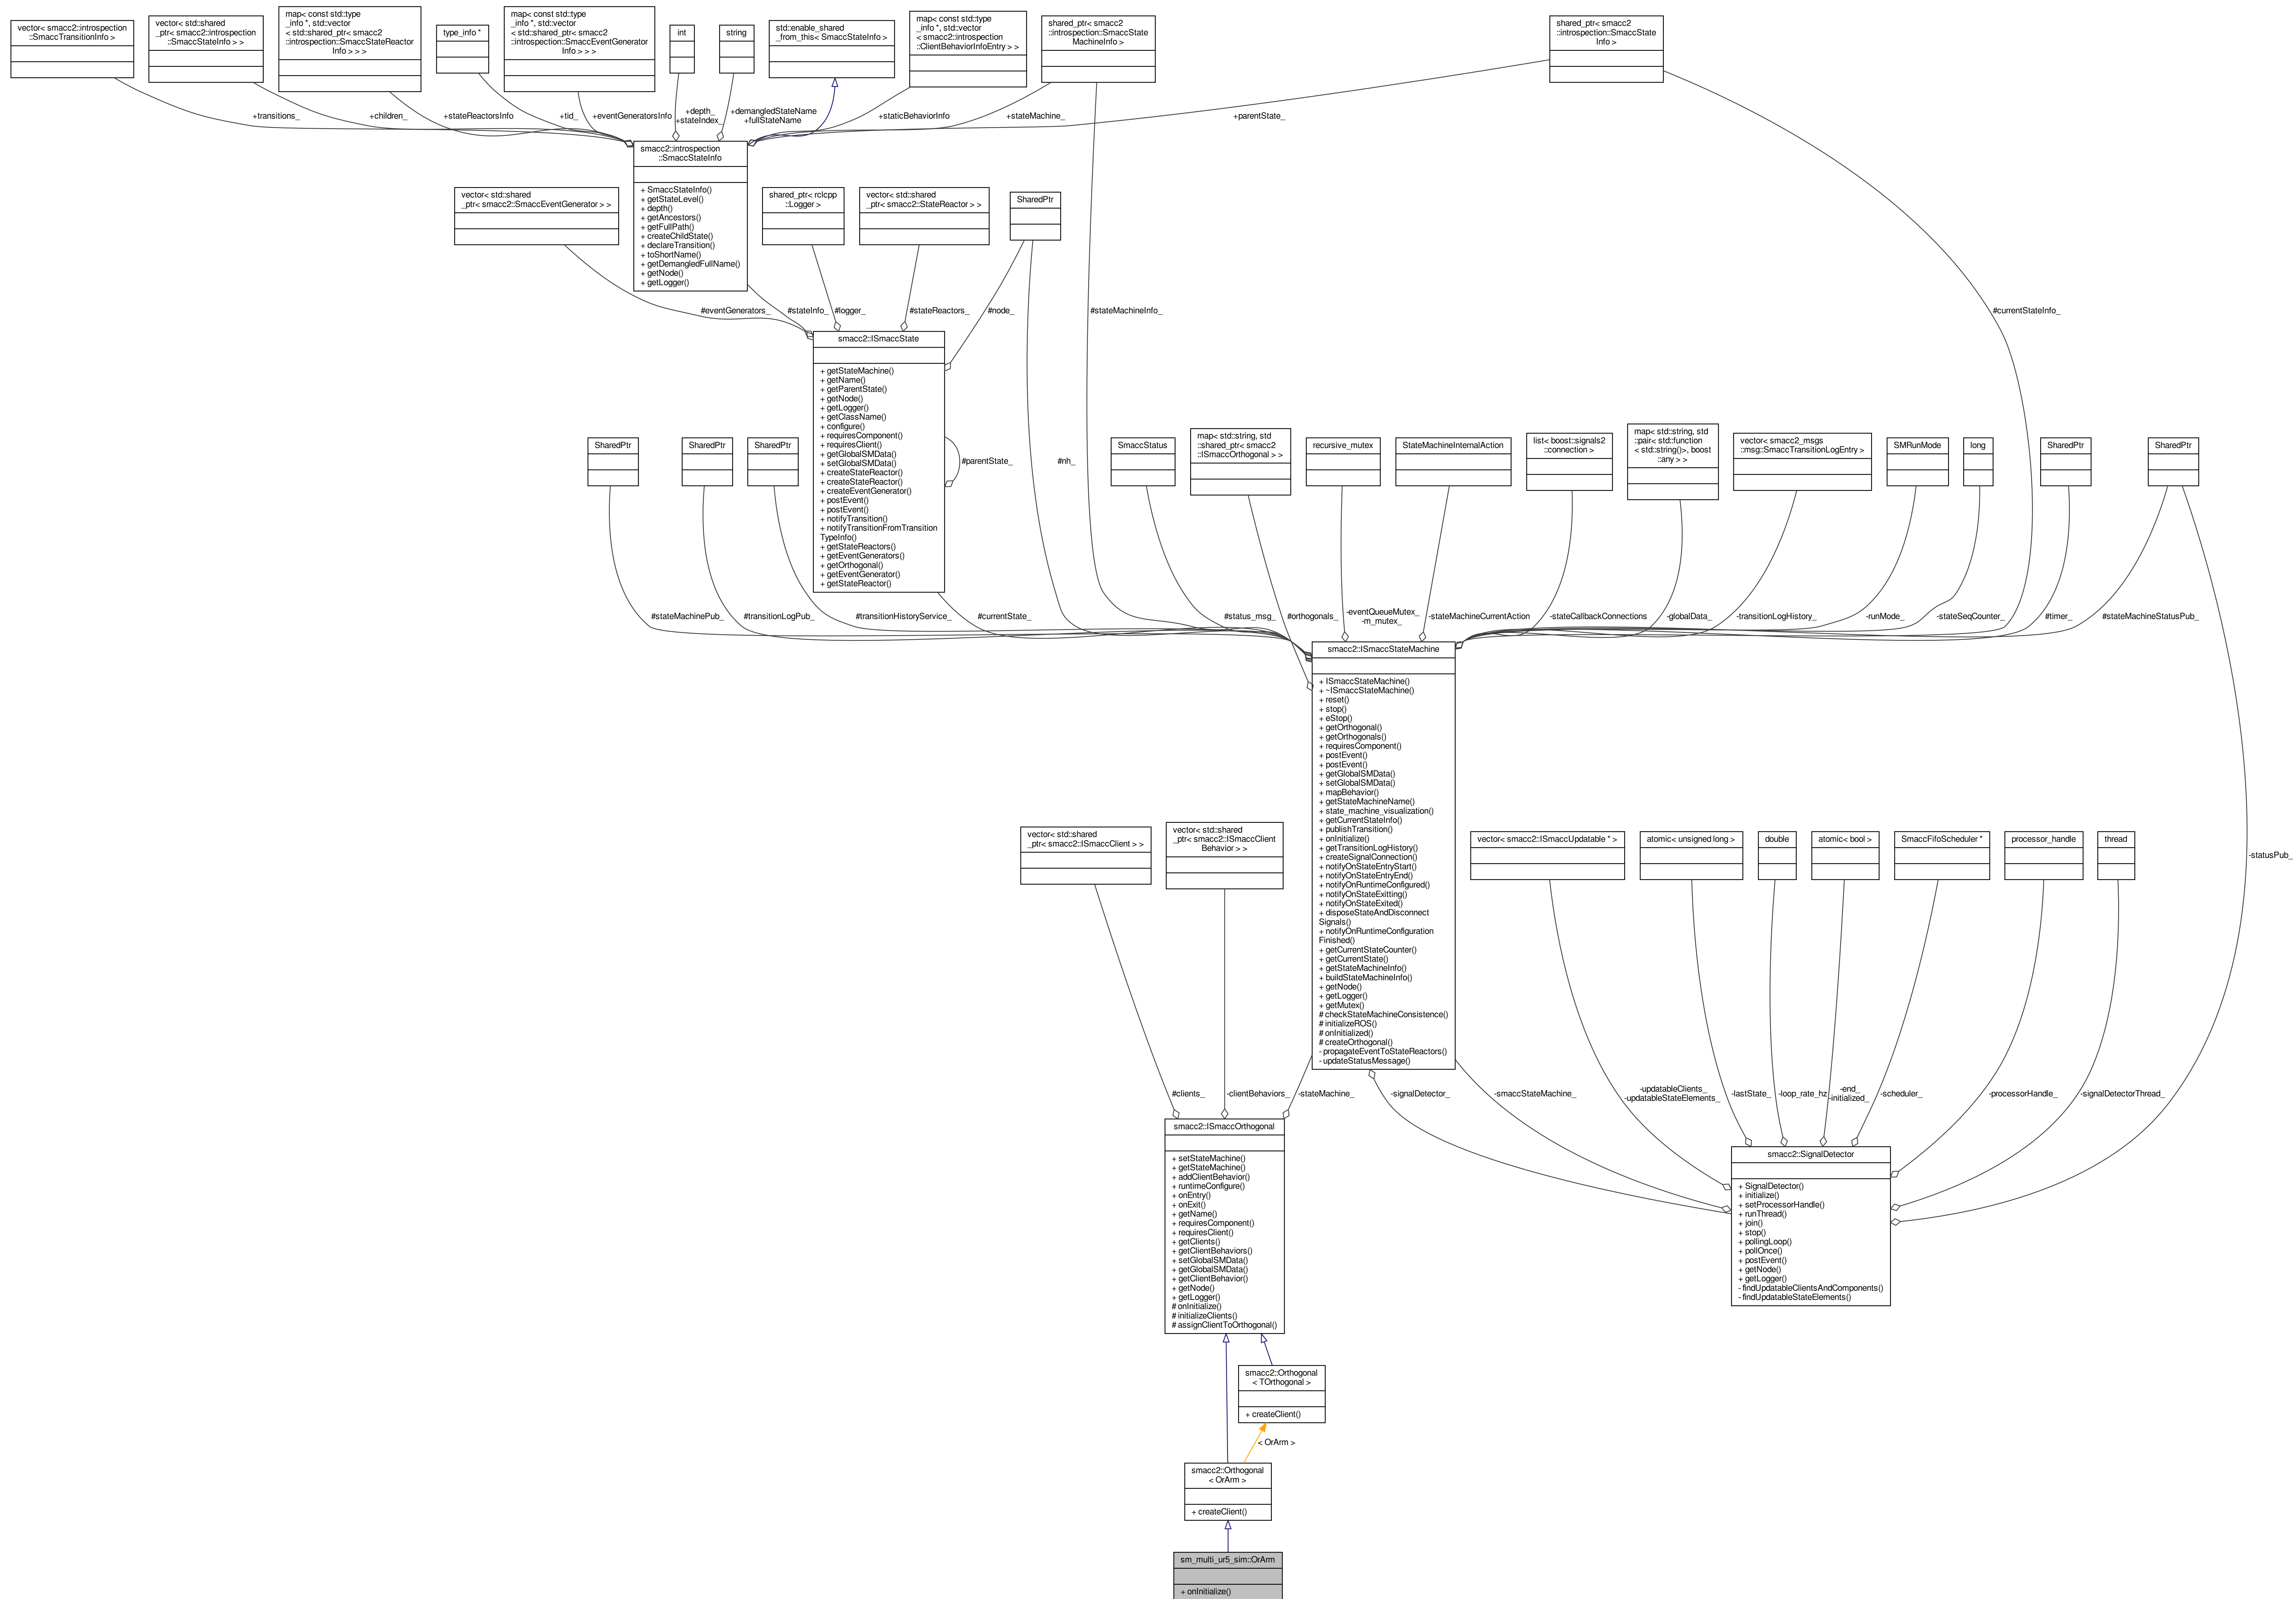 vector< smacc2::introspection
::SmaccTransitionInfo >
vector< std::shared
_ptr< smacc2::introspection
::SmaccStateInfo > >
map< const std::type
_info *, std::vector
< std::shared_ptr< smacc2
::introspection::SmaccStateReactor
Info > > >
type_info *
map< const std::type
_info *, std::vector
< std::shared_ptr< smacc2
::introspection::SmaccEventGenerator
Info > > >
int
string
std::enable_shared
_from_this< SmaccStateInfo >
map< const std::type
_info *, std::vector
< smacc2::introspection
::ClientBehaviorInfoEntry > >
shared_ptr< smacc2
::introspection::SmaccState
MachineInfo >
shared_ptr< smacc2
::introspection::SmaccState
Info >
+transitions_
+children_
+stateReactorsInfo
+tid_
+eventGeneratorsInfo
+depth_
+stateIndex_
+demangledStateName
+fullStateName
+staticBehaviorInfo
+stateMachine_
+parentState_
smacc2::introspection
::SmaccStateInfo
+ SmaccStateInfo()
+ getStateLevel()
+ depth()
+ getAncestors()
+ getFullPath()
+ createChildState()
+ declareTransition()
+ toShortName()
+ getDemangledFullName()
+ getNode()
+ getLogger()
vector< std::shared
_ptr< smacc2::SmaccEventGenerator > >
shared_ptr< rclcpp
::Logger >
vector< std::shared
_ptr< smacc2::StateReactor > >
SharedPtr
#eventGenerators_
#stateInfo_
#logger_
#stateReactors_
#node_
#stateMachineInfo_
#currentStateInfo_
smacc2::ISmaccState
+ getStateMachine()
+ getName()
+ getParentState()
+ getNode()
+ getLogger()
+ getClassName()
+ configure()
+ requiresComponent()
+ requiresClient()
+ getGlobalSMData()
+ setGlobalSMData()
+ createStateReactor()
+ createStateReactor()
+ createEventGenerator()
+ postEvent()
+ postEvent()
+ notifyTransition()
+ notifyTransitionFromTransition
TypeInfo()
+ getStateReactors()
+ getEventGenerators()
+ getOrthogonal()
+ getEventGenerator()
+ getStateReactor()
#parentState_
#nh_
SharedPtr
SharedPtr
SharedPtr
SmaccStatus
map< std::string, std
::shared_ptr< smacc2
::ISmaccOrthogonal > >
recursive_mutex
StateMachineInternalAction
list< boost::signals2
::connection >
map< std::string, std
::pair< std::function
< std::string()>, boost
::any > >
vector< smacc2_msgs
::msg::SmaccTransitionLogEntry >
SMRunMode
long
SharedPtr
SharedPtr
#stateMachinePub_
#transitionLogPub_
#transitionHistoryService_
#currentState_
#status_msg_
#orthogonals_
-eventQueueMutex_
-m_mutex_
-stateMachineCurrentAction
-stateCallbackConnections
-globalData_
-transitionLogHistory_
-runMode_
-stateSeqCounter_
#timer_
#stateMachineStatusPub_
smacc2::ISmaccStateMachine
+ ISmaccStateMachine()
+ ~ISmaccStateMachine()
+ reset()
+ stop()
+ eStop()
+ getOrthogonal()
+ getOrthogonals()
+ requiresComponent()
+ postEvent()
+ postEvent()
+ getGlobalSMData()
+ setGlobalSMData()
+ mapBehavior()
+ getStateMachineName()
+ state_machine_visualization()
+ getCurrentStateInfo()
+ publishTransition()
+ onInitialize()
+ getTransitionLogHistory()
+ createSignalConnection()
+ notifyOnStateEntryStart()
+ notifyOnStateEntryEnd()
+ notifyOnRuntimeConfigured()
+ notifyOnStateExitting()
+ notifyOnStateExited()
+ disposeStateAndDisconnect
Signals()
+ notifyOnRuntimeConfiguration
Finished()
+ getCurrentStateCounter()
+ getCurrentState()
+ getStateMachineInfo()
+ buildStateMachineInfo()
+ getNode()
+ getLogger()
+ getMutex()
# checkStateMachineConsistence()
# initializeROS()
# onInitialized()
# createOrthogonal()
- propagateEventToStateReactors()
- updateStatusMessage()
vector< std::shared
_ptr< smacc2::ISmaccClient > >
vector< std::shared
_ptr< smacc2::ISmaccClient
Behavior > >
vector< smacc2::ISmaccUpdatable * >
atomic< unsigned long >
double
atomic< bool >
SmaccFifoScheduler *
processor_handle
thread
-statusPub_
#clients_
-clientBehaviors_
-stateMachine_
-signalDetector_
-smaccStateMachine_
-updatableClients_
-updatableStateElements_
-lastState_
-loop_rate_hz
-end_
-initialized_
-scheduler_
-processorHandle_
-signalDetectorThread_
smacc2::ISmaccOrthogonal
+ setStateMachine()
+ getStateMachine()
+ addClientBehavior()
+ runtimeConfigure()
+ onEntry()
+ onExit()
+ getName()
+ requiresComponent()
+ requiresClient()
+ getClients()
+ getClientBehaviors()
+ setGlobalSMData()
+ getGlobalSMData()
+ getClientBehavior()
+ getNode()
+ getLogger()
# onInitialize()
# initializeClients()
# assignClientToOrthogonal()
smacc2::SignalDetector
+ SignalDetector()
+ initialize()
+ setProcessorHandle()
+ runThread()
+ join()
+ stop()
+ pollingLoop()
+ pollOnce()
+ postEvent()
+ getNode()
+ getLogger()
- findUpdatableClientsAndComponents()
- findUpdatableStateElements()
smacc2::Orthogonal
< TOrthogonal >
+ createClient()
< OrArm >
smacc2::Orthogonal
< OrArm >
+ createClient()
sm_multi_ur5_sim::OrArm
+ onInitialize()